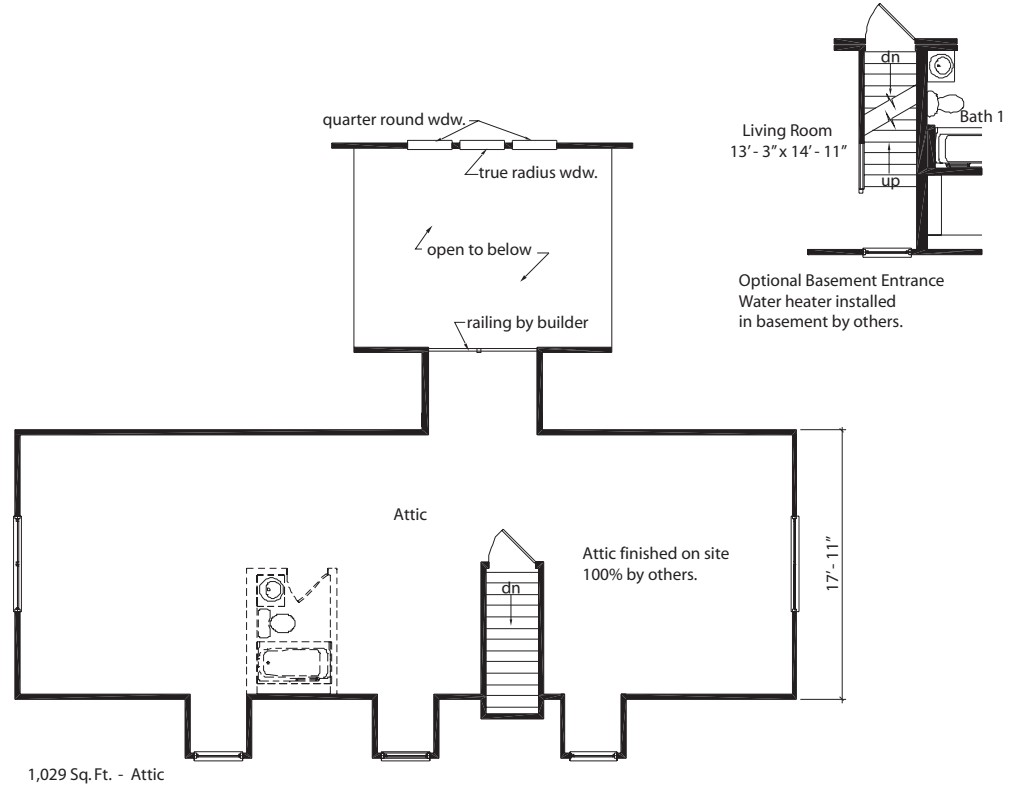 quarter round wdw.
true radius wdw.
open to below
railing by builder
dn
Bath 1
Living Room
13' - 3" x 14' - 11"
up
Optional Basement Entrance
Water heater installed
in basement by others.
Attic
Attic finished on site
100% by others.
dn
17' - 11"
1,029 Sq. Ft. - Attic